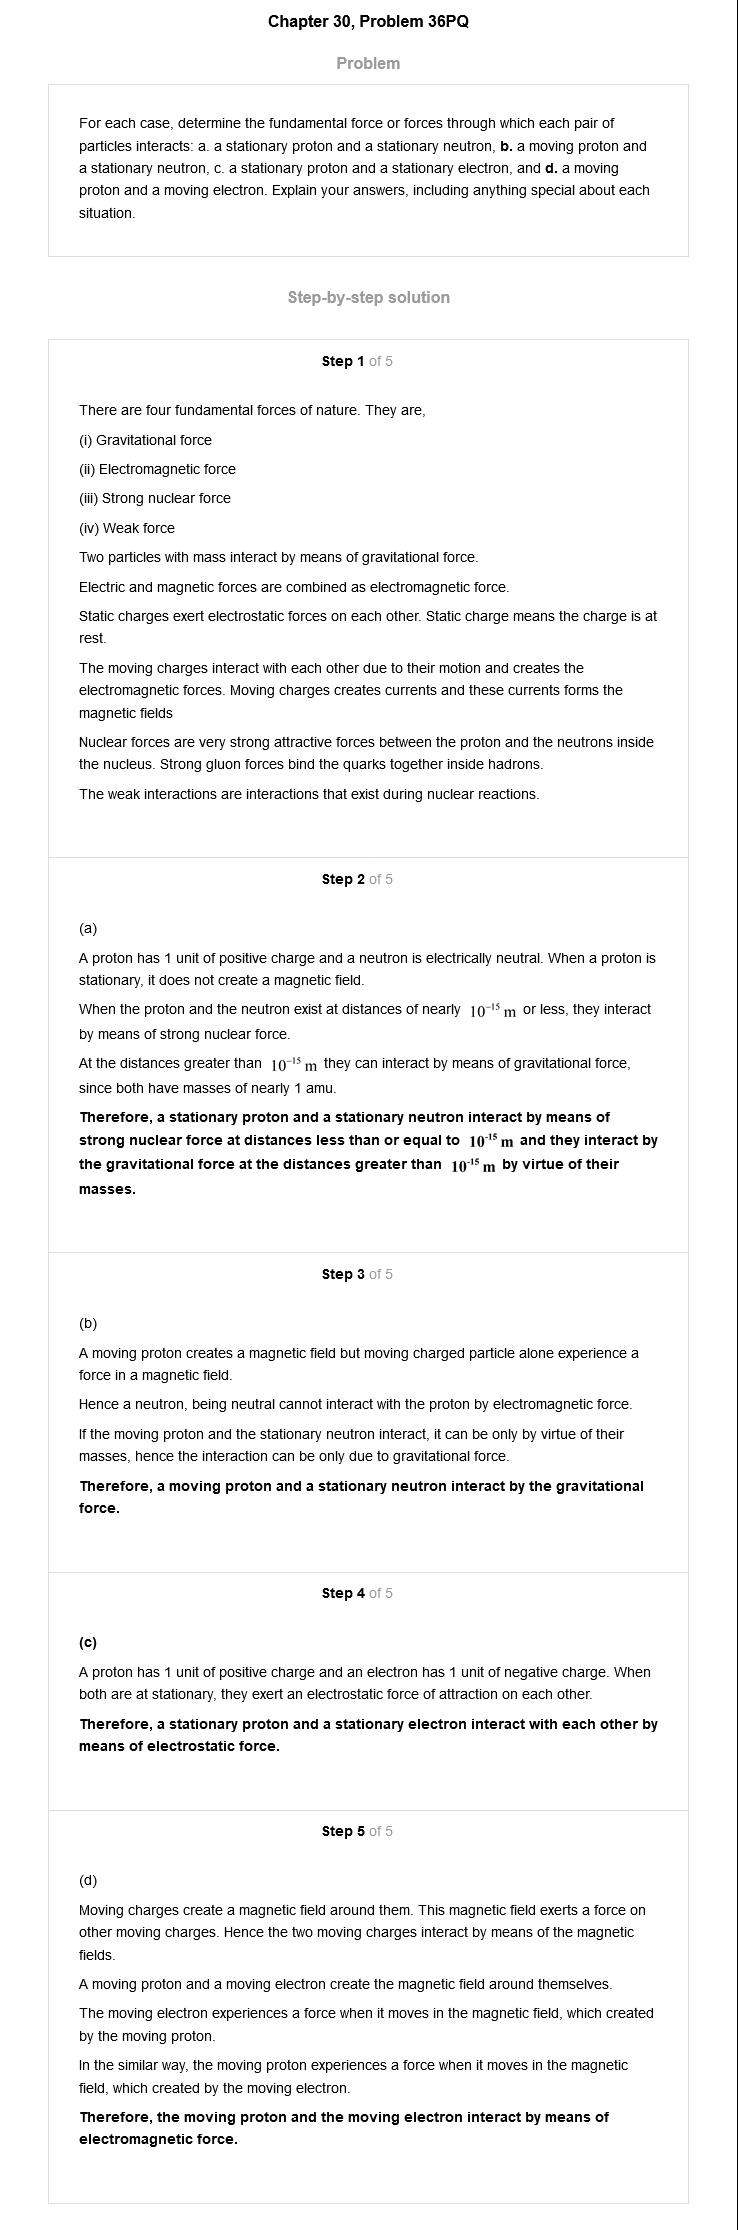 Chapter 30, Problem 36PQ
Problem
For each case, determine the fundamental force or forces through which each pair of
particles interacts: a. a stationary proton and a stationary neutron, b. a moving proton and
a stationary neutron, c. a stationary proton and a stationary electron, and d. a moving
proton and a moving electron. Explain your answers, including anything special about each
situation.
Step-by-step solution
Step 1 of 5
There are four fundamental forces of nature. They are,
(i) Gravitational force
(ii) Electromagnetic force
(iii) Strong nuclear force
(iv) Weak force
Two particles with mass interact by means of gravitational force.
Electric and magnetic forces are combined as electromagnetic force.
Static charges exert electrostatic forces on each other. Static charge means the charge is at
rest.
The moving charges interact with each other due to their motion and creates the
electromagnetic forces. Moving charges creates currents and these currents forms the
magnetic fields
Nuclear forces are very strong attractive forces between the proton and the neutrons inside
the nucleus. Strong gluon forces bind the quarks together inside hadrons.
The weak interactions are interactions that exist during nuclear reactions.
Step 2 of 5
(a)
A proton has 1 unit of positive charge and a neutron is electrically neutral. When a proton is
stationary, it does not create a magnetic field.
When the proton and the neutron exist at distances of nearly 10⁻¹⁵ m or less, they interact
by means of strong nuclear force.
At the distances greater than 10⁻¹⁵ m they can interact by means of gravitational force,
since both have masses of nearly 1 amu.
Therefore, a stationary proton and a stationary neutron interact by means of
strong nuclear force at distances less than or equal to 10⁻¹⁵ m and they interact by
the gravitational force at the distances greater than 10⁻¹⁵ m by virtue of their
masses.
Step 3 of 5
(b)
A moving proton creates a magnetic field but moving charged particle alone experience a
force in a magnetic field.
Hence a neutron, being neutral cannot interact with the proton by electromagnetic force.
If the moving proton and the stationary neutron interact, it can be only by virtue of their
masses, hence the interaction can be only due to gravitational force.
Therefore, a moving proton and a stationary neutron interact by the gravitational
force.
Step 4 of 5
(c)
A proton has 1 unit of positive charge and an electron has 1 unit of negative charge. When
both are at stationary, they exert an electrostatic force of attraction on each other.
Therefore, a stationary proton and a stationary electron interact with each other by
means of electrostatic force.
Step 5 of 5
(d)
Moving charges create a magnetic field around them. This magnetic field exerts a force on
other moving charges. Hence the two moving charges interact by means of the magnetic
fields.
A moving proton and a moving electron create the magnetic field around themselves.
The moving electron experiences a force when it moves in the magnetic field, which created
by the moving proton.
In the similar way, the moving proton experiences a force when it moves in the magnetic
field, which created by the moving electron.
Therefore, the moving proton and the moving electron interact by means of
electromagnetic force.